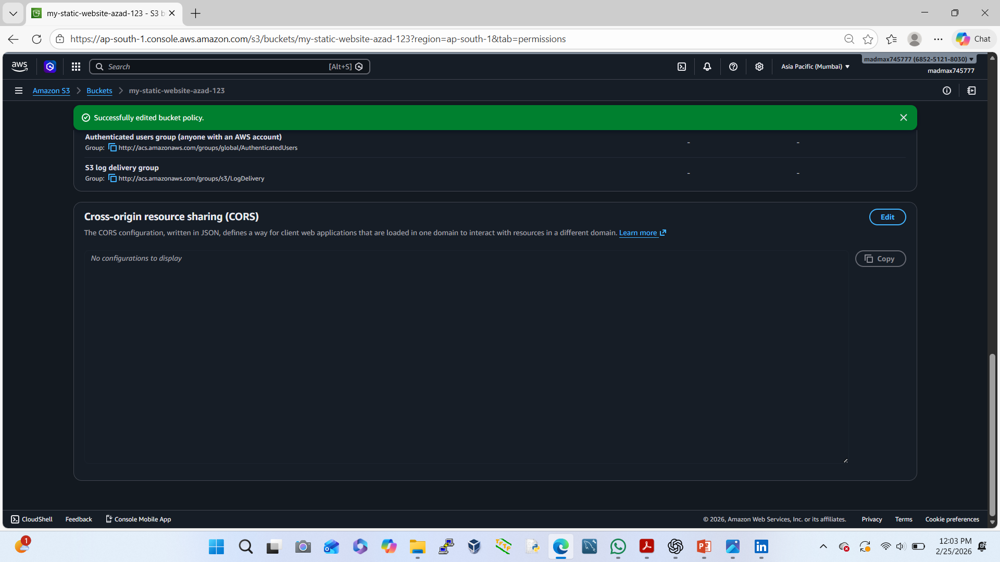 my-static-website-azad-123 - S3 b
https://ap-south-1.console.aws.amazon.com/s3/buckets/my-static-website-azad-123?region=ap-south-1&tab=permissions
Chat
aws
Search
[Alt+S]
Asia Pacific (Mumbai)
madmax745777 (6852-5121-8030)
madmax745777
Amazon S3
Buckets
my-static-website-azad-123
Successfully edited bucket policy.
Authenticated users group (anyone with an AWS account)
Group: http://acs.amazonaws.com/groups/global/AuthenticatedUsers
-
-
S3 log delivery group
Group: http://acs.amazonaws.com/groups/s3/LogDelivery
-
-
Cross-origin resource sharing (CORS)
Edit
The CORS configuration, written in JSON, defines a way for client web applications that are loaded in one domain to interact with resources in a different domain. Learn more
No configurations to display
Copy
CloudShell
Feedback
Console Mobile App
© 2026, Amazon Web Services, Inc. or its affiliates.
Privacy
Terms
Cookie preferences
1
TFTP
12:03 PM
2/25/2026